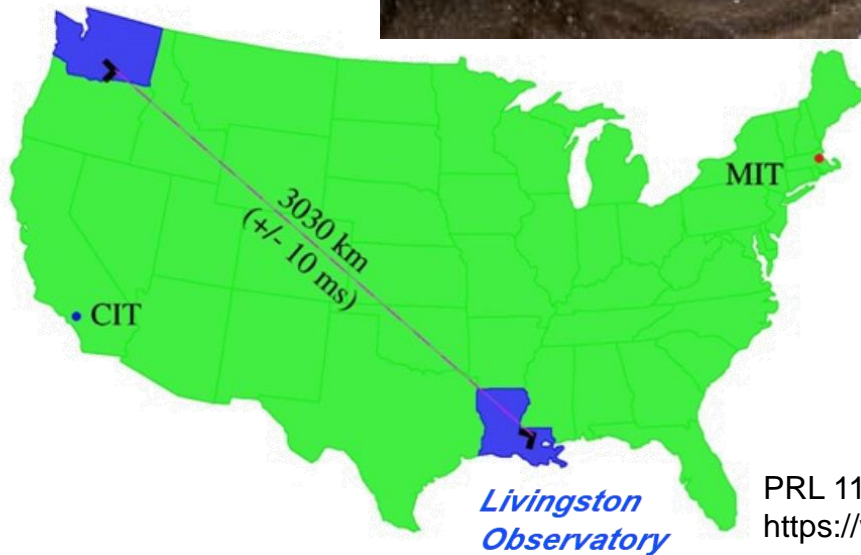 3030 km
(+/- 10 ms)
MIT
CIT
Livingston
Observatory
PRL 11
https://